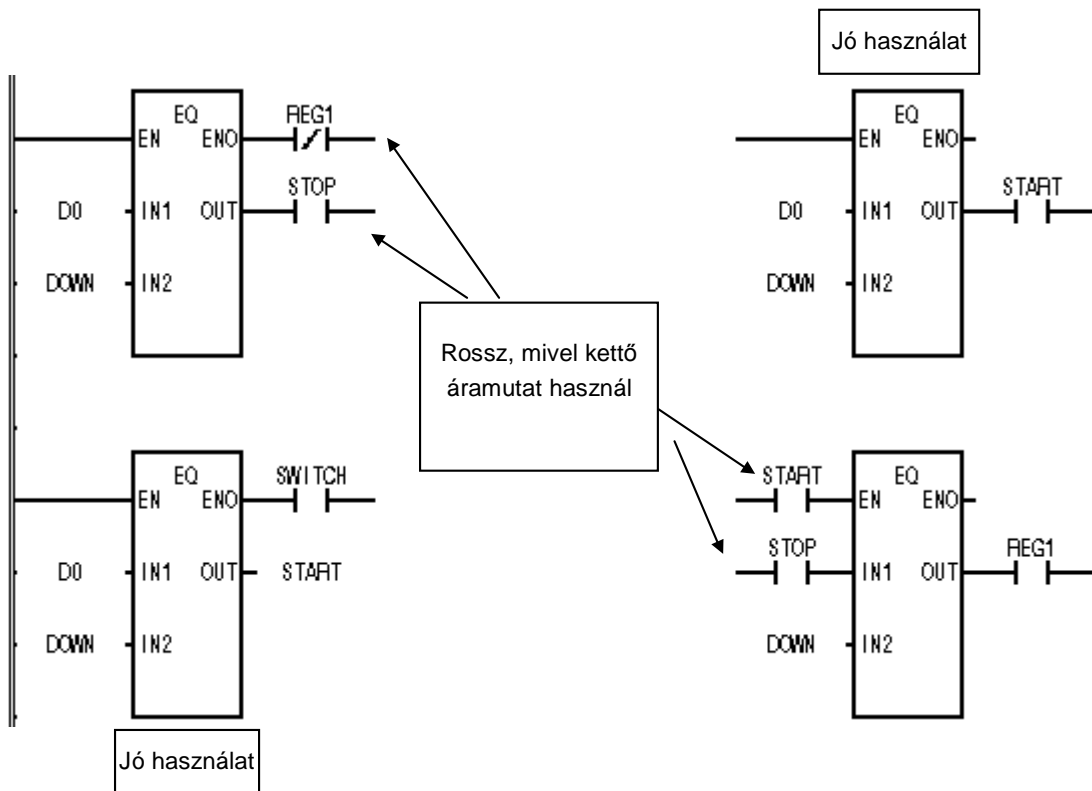 Jó használat
EQ
EN ENO
REG1
STOP
D0 IN1 OUT
DOWN IN2
EQ
EN ENO
START
D0 IN1 OUT
DOWN IN2
Rossz, mivel kettő
áramutat használ
EQ
SWITCH
EN ENO
D0 IN1 OUT START
DOWN IN2
START
EQ
EN ENO
STOP
REG1
IN1 OUT
DOWN IN2
Jó használat